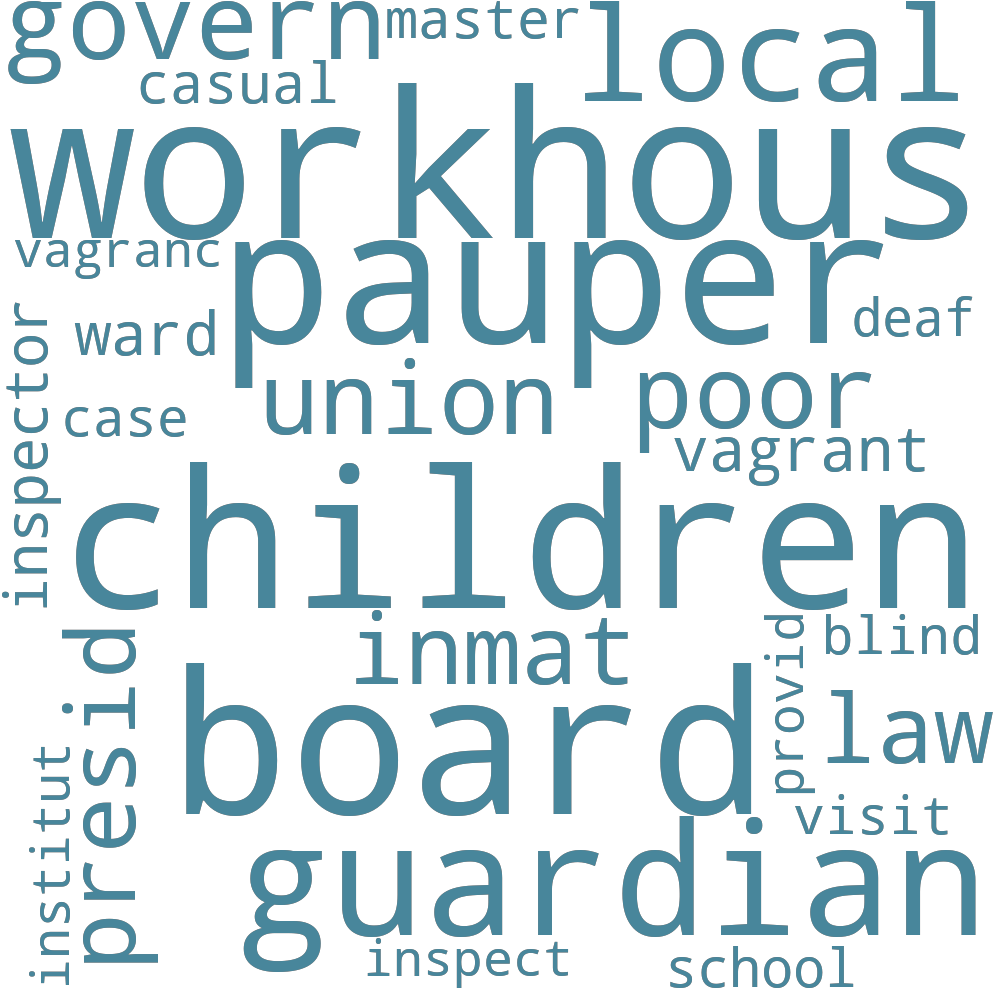 govern
master
local
casual
workhous
vagranc
pauper
ward
deaf
inspector
union
poor
case
vagrant
children
inmat
blind
presid
provid
board
law
institut
visit
guardian
inspect
school